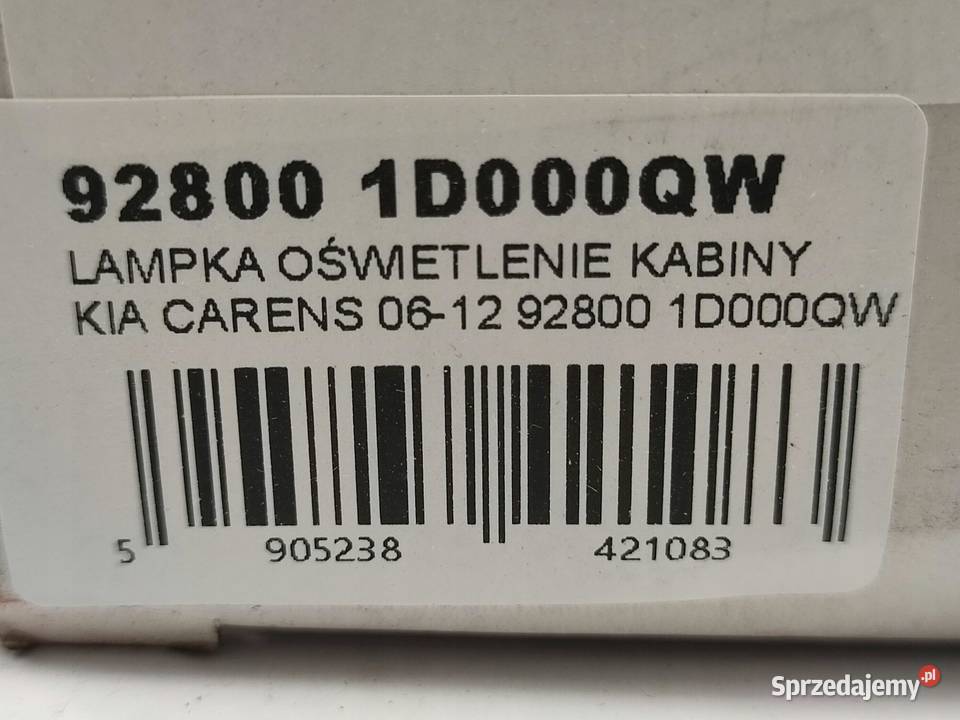 92800 1D000QW
LAMPKA OŚWIETLENIE KABINY
KIA CARENS 06-12 92800 1D000QW
5 905238 421083
Sprzedajemy.pl